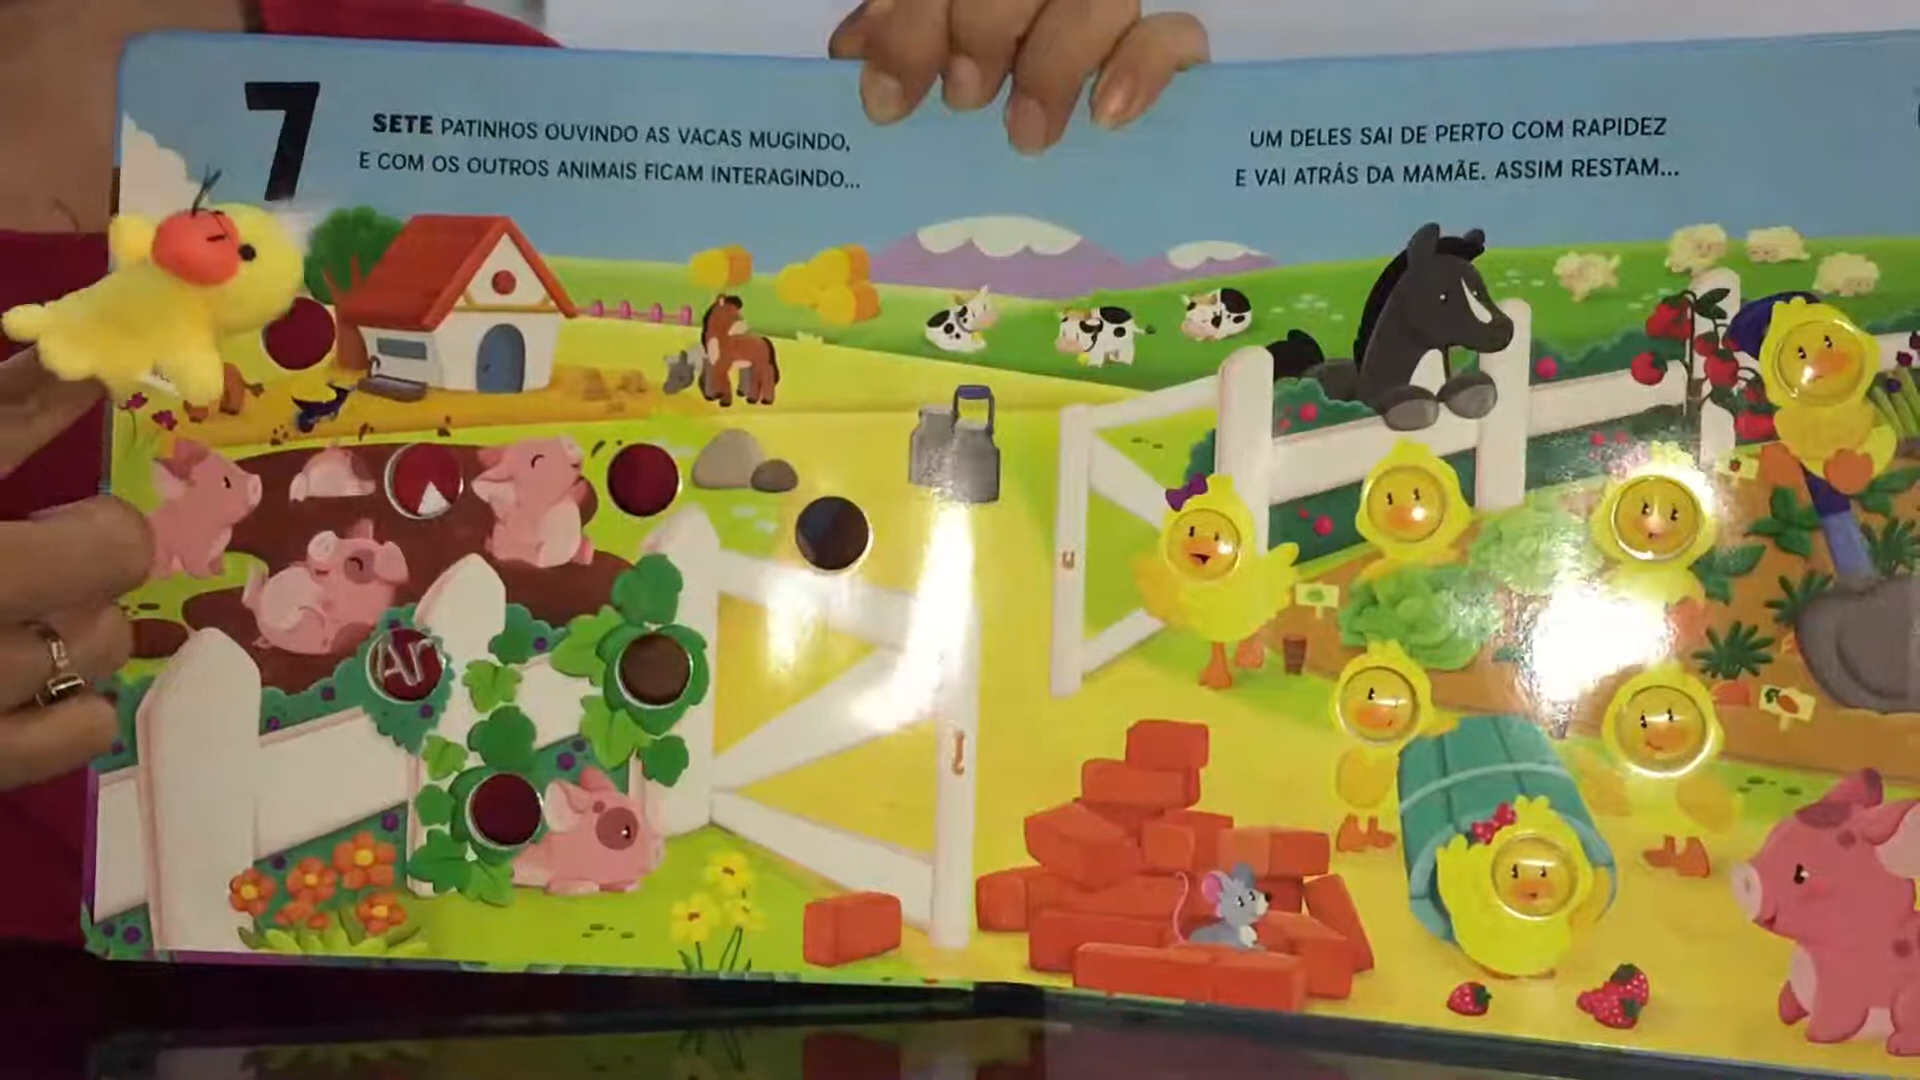 7
SETE PATINHOS OUVINDO AS VACAS MUGINDO,
E COM OS OUTROS ANIMAIS FICAM INTERAGINDO...
UM DELES SAI DE PERTO COM RAPIDEZ
E VAI ATRÁS DA MAMÃE. ASSIM RESTAM...
Ar